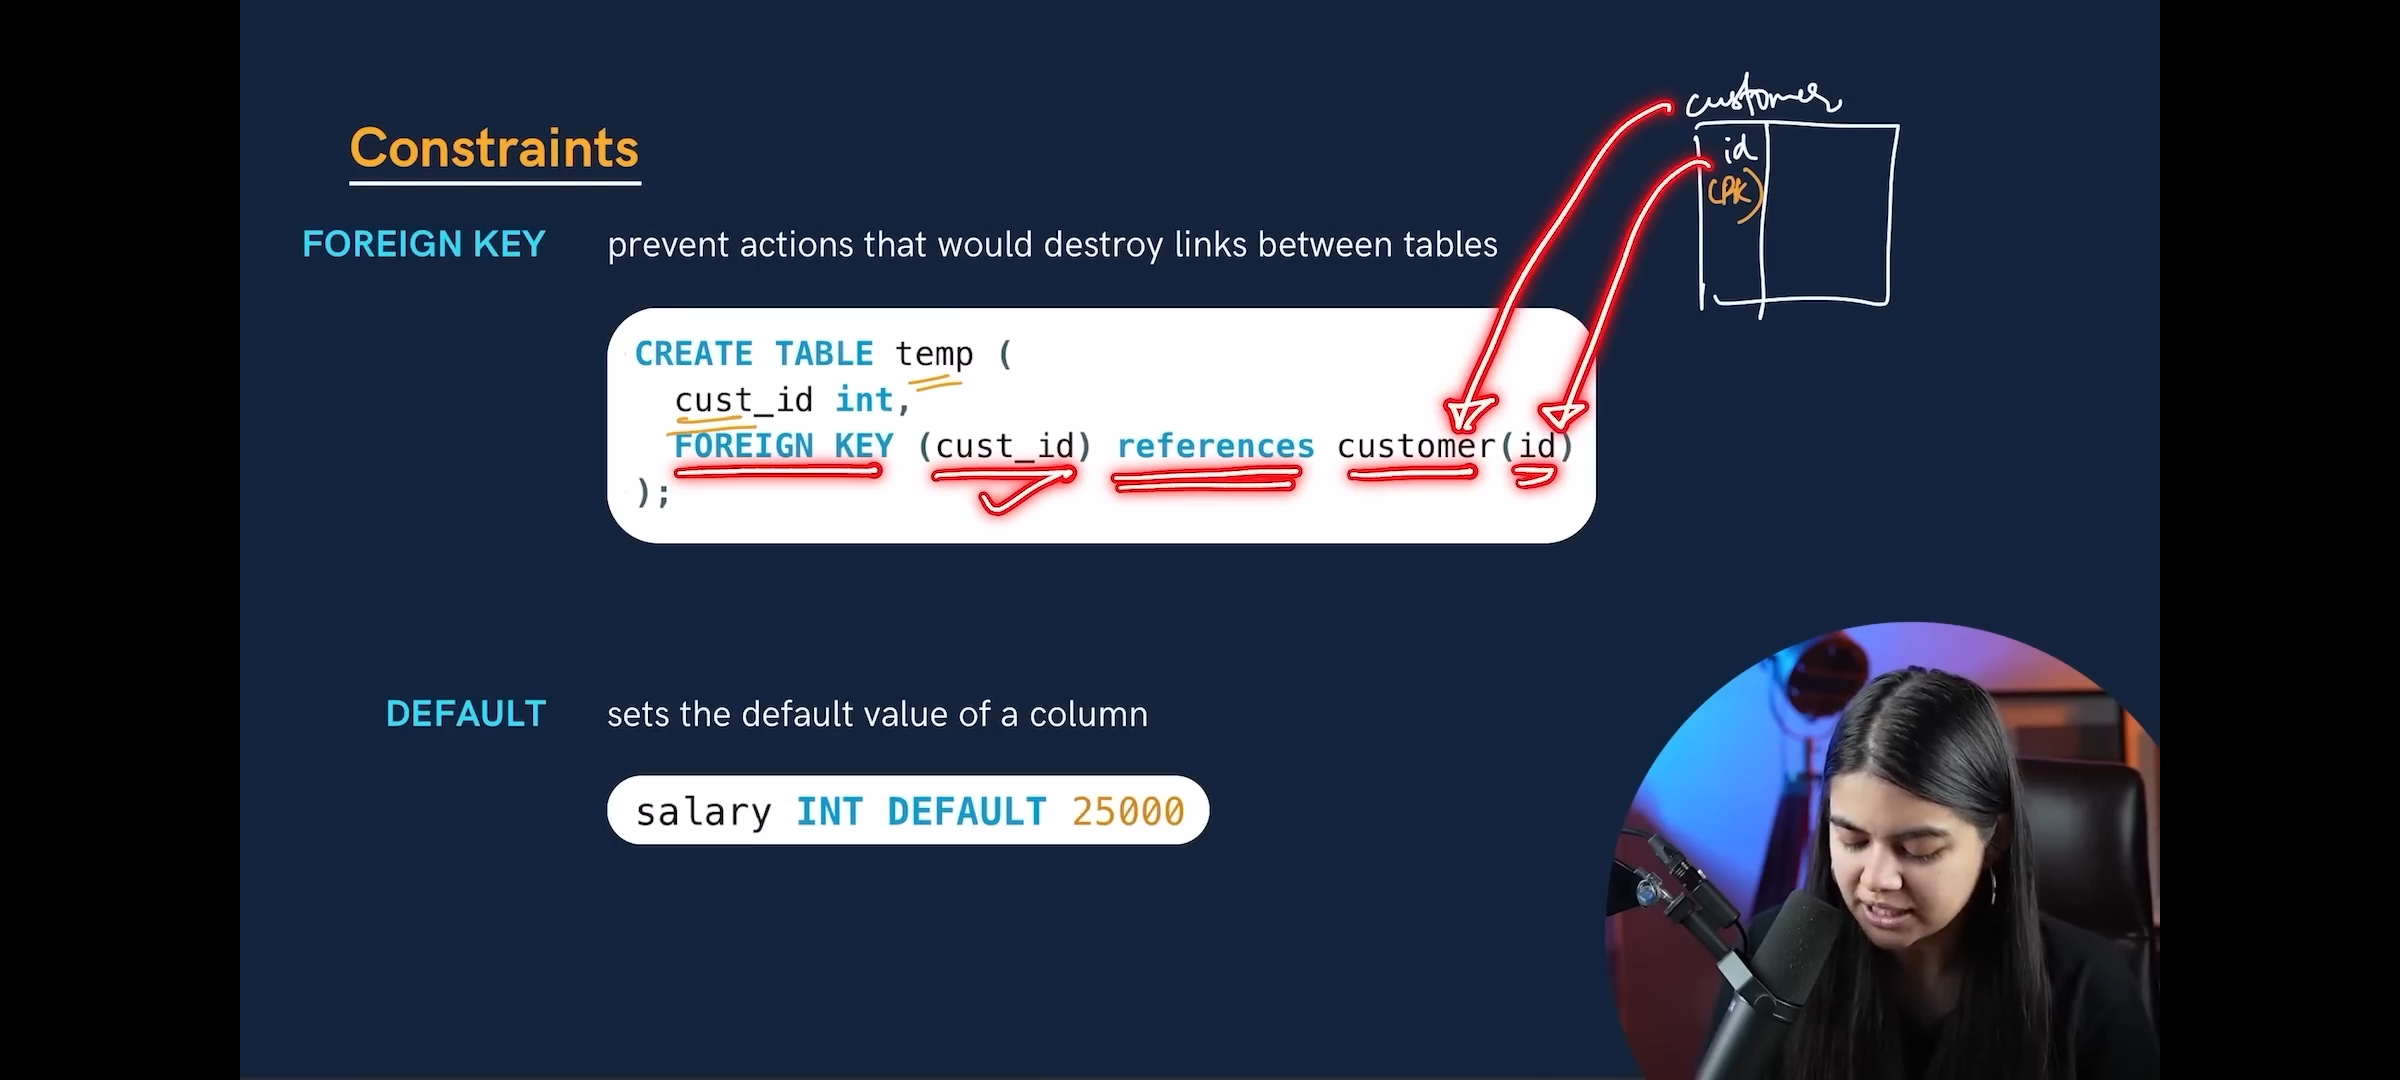 customer
id
(PK)
Constraints
FOREIGN KEY prevent actions that would destroy links between tables
CREATE TABLE temp (
cust_id int,
FOREIGN KEY (cust_id) references customer(id)
);
DEFAULT sets the default value of a column
salary INT DEFAULT 25000